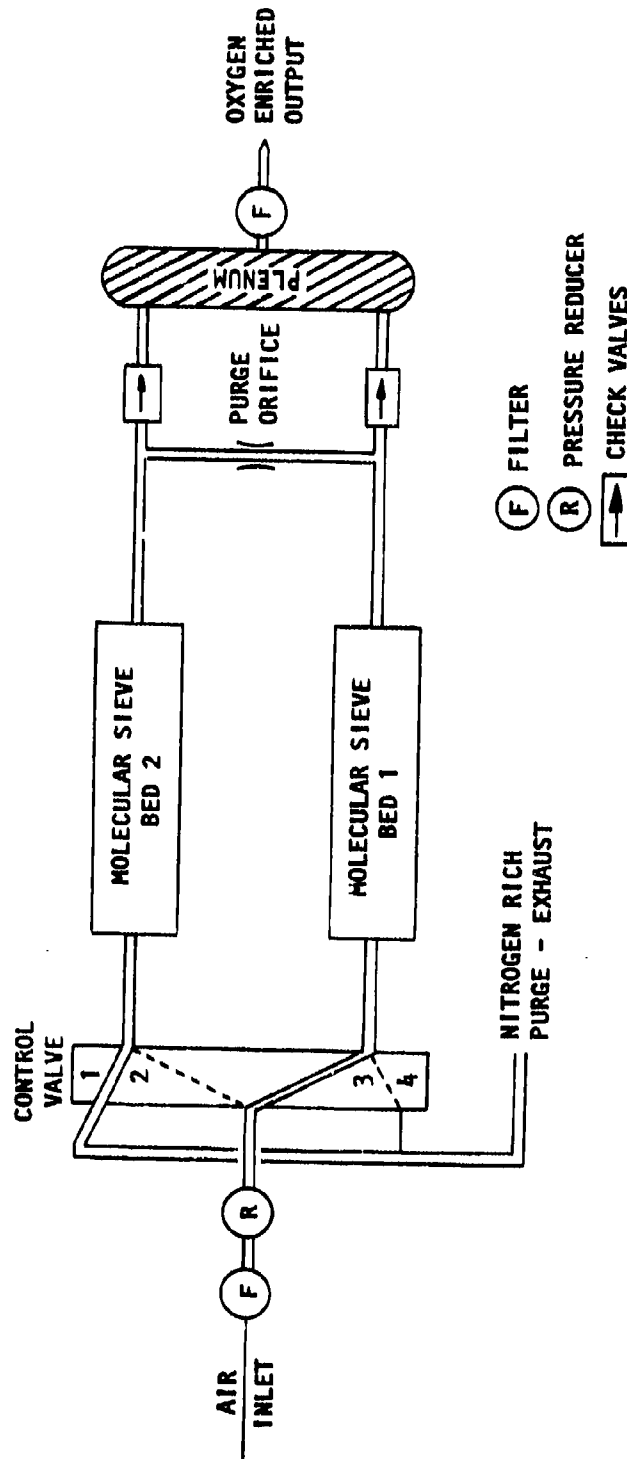 AIR
INLET
F
R
CONTROL
VALVE
1
2
3
4
MOLECULAR SIEVE
BED 2
MOLECULAR SIEVE
BED 1
NITROGEN RICH
PURGE - EXHAUST
PURGE
ORIFICE
PLENUM
F
OXYGEN
ENRICHED
OUTPUT
F FILTER
R PRESSURE REDUCER
CHECK VALVES